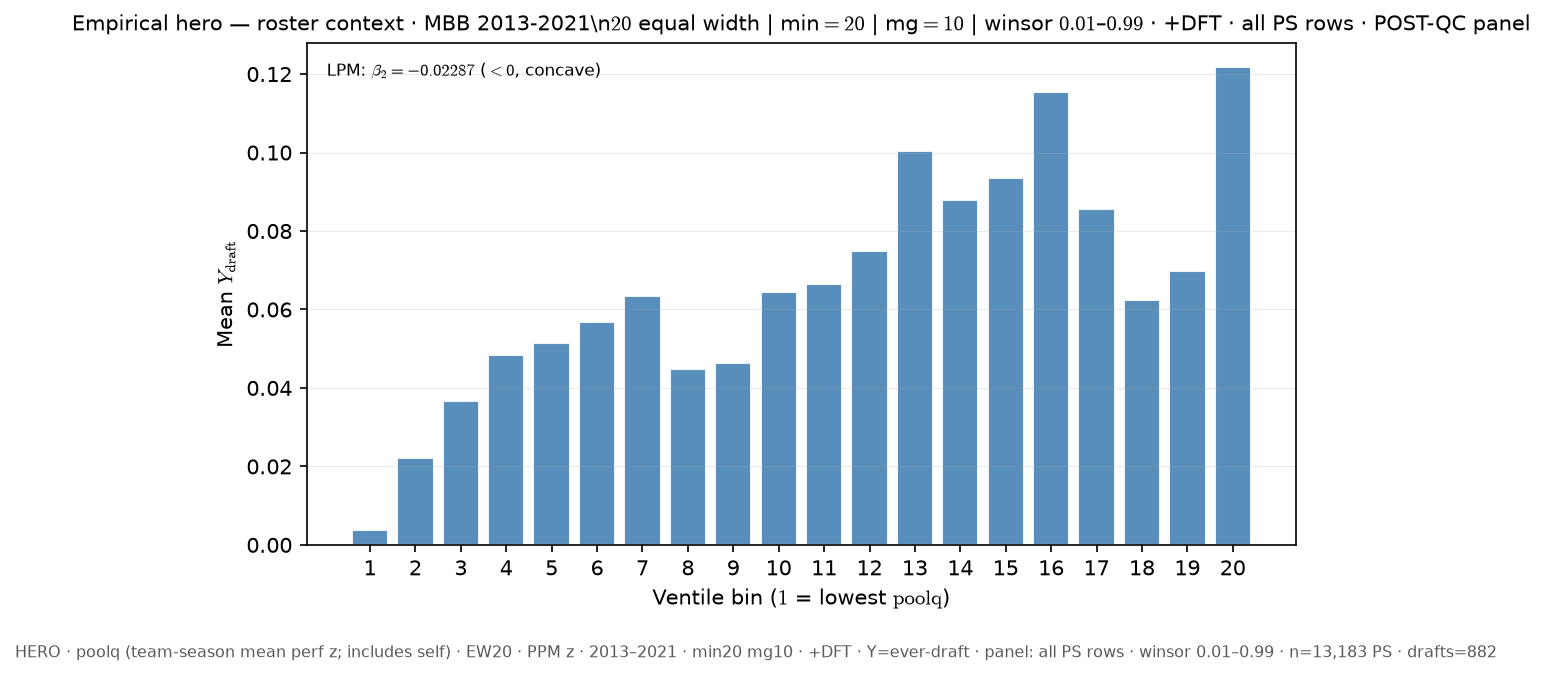 Empirical hero — roster context · MBB 2013-2021\n20 equal width | min = 20 | mg = 10 | winsor 0.01–0.99 · +DFT · all PS rows · POST-QC panel
LPM: β₂ = −0.02287 ( < 0, concave)
Mean Y_draft
0.12
0.10
0.08
0.06
0.04
0.02
0.00
1 2 3 4 5 6 7 8 9 10 11 12 13 14 15 16 17 18 19 20
Ventile bin (1 = lowest poolq)
HERO · poolq (team-season mean perf z; includes self) · EW20 · PPM z · 2013–2021 · min20 mg10 · +DFT · Y=ever-draft · panel: all PS rows · winsor 0.01–0.99 · n=13,183 PS · drafts=882